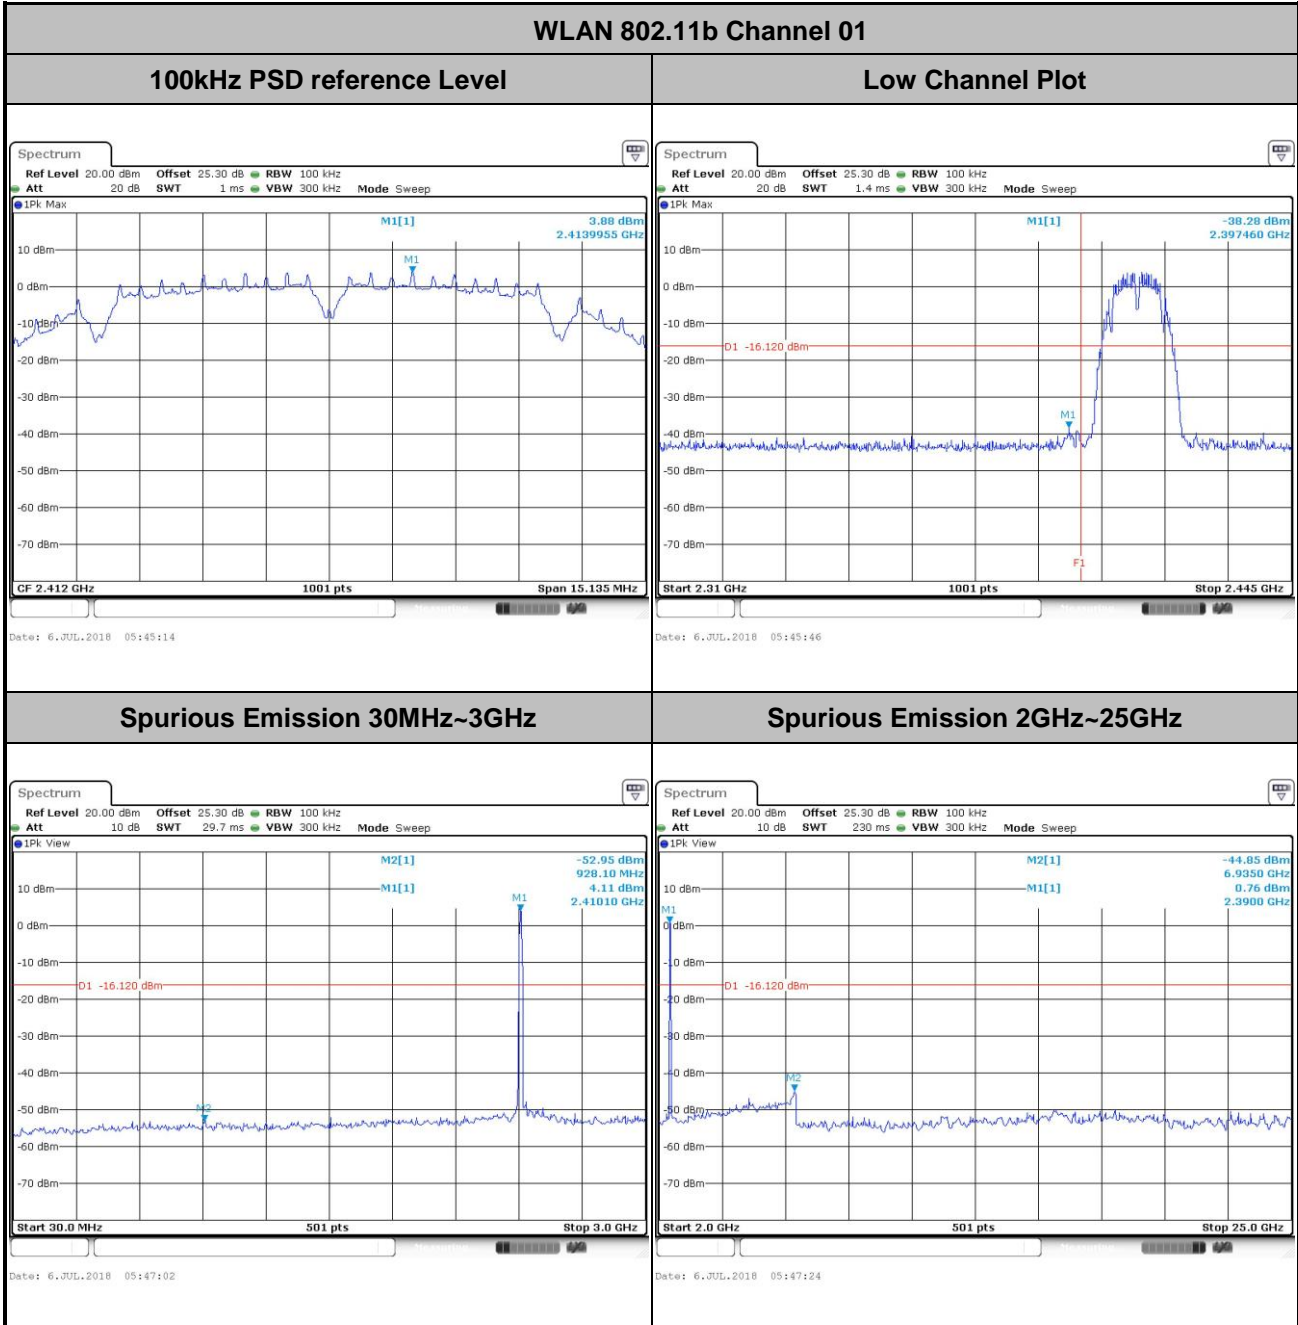 WLAN 802.11b Channel 01
100kHz PSD reference Level
Low Channel Plot
Spectrum
Ref Level 20.00 dBm Offset 25.30 dB RBW 100 kHz
Att 20 dB SWT 1 ms VBW 300 kHz Mode Sweep
1Pk Max
M1[1] 3.88 dBm
2.4139955 GHz
M1
10 dBm
0 dBm
-10 dBm
-20 dBm
-30 dBm
-40 dBm
-50 dBm
-60 dBm
-70 dBm
CF 2.412 GHz 1001 pts Span 15.135 MHz
Date: 6.JUL.2018 05:45:14
Spectrum
Ref Level 20.00 dBm Offset 25.30 dB RBW 100 kHz
Att 20 dB SWT 1.4 ms VBW 300 kHz Mode Sweep
1Pk Max
M1[1] -38.28 dBm
2.397460 GHz
10 dBm
0 dBm
-10 dBm
D1 -16.120 dBm
-20 dBm
-30 dBm
M1
-40 dBm
-50 dBm
-60 dBm
-70 dBm
F1
Start 2.31 GHz 1001 pts Stop 2.445 GHz
Date: 6.JUL.2018 05:45:46
Spurious Emission 30MHz~3GHz
Spurious Emission 2GHz~25GHz
Spectrum
Ref Level 20.00 dBm Offset 25.30 dB RBW 100 kHz
Att 10 dB SWT 29.7 ms VBW 300 kHz Mode Sweep
1Pk View
M2[1] -52.95 dBm
928.10 MHz
10 dBm M1[1] 4.11 dBm
M1 2.41010 GHz
0 dBm
-10 dBm
D1 -16.120 dBm
-20 dBm
-30 dBm
-40 dBm
-50 dBm
M2
-60 dBm
-70 dBm
Start 30.0 MHz 501 pts Stop 3.0 GHz
Date: 6.JUL.2018 05:47:02
Spectrum
Ref Level 20.00 dBm Offset 25.30 dB RBW 100 kHz
Att 10 dB SWT 230 ms VBW 300 kHz Mode Sweep
1Pk View
M2[1] -44.85 dBm
6.9350 GHz
10 dBm M1[1] 0.76 dBm
M1 2.3900 GHz
0 dBm
-10 dBm
D1 -16.120 dBm
-20 dBm
-30 dBm
-40 dBm
M2
-50 dBm
-60 dBm
-70 dBm
Start 2.0 GHz 501 pts Stop 25.0 GHz
Date: 6.JUL.2018 05:47:24